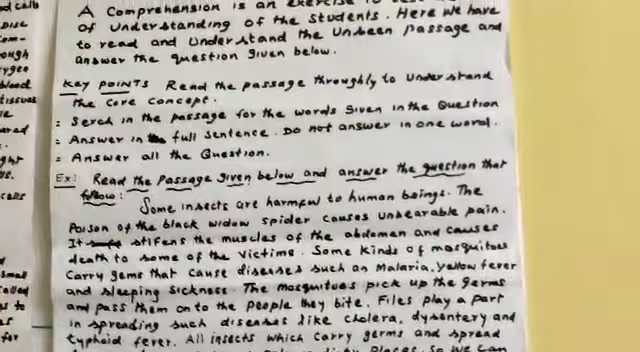 A Comprehension is an exercise to
of understanding of the Students. Here we have
to read and understand the unseen passage and
answer the question given below.
Key points Read the passage throughly to understand
the core concept.
: Serch in the passage for the words given in the Question
= Answer in full sentence. Do not answer in one word.
= Answer all the Question.
Ex: Read the Passage given below and answer the question that
follow:
Some insects are harmful to human beings. The
Poison of the black widow spider causes unbearable pain.
It stifens the muscles of the abdoman and causes
death to some of the victims. Some kinds of mosquitoes
Carry gems that cause diseases such as Malaria, yellow fever
and sleeping sickness. The mosquitoes pick up the germs
and pass them on to the people they bite. Files play a part
in spreading such diseases like cholera, dysentery and
typhoid fever. All insects which carry germs and spread
places. So we can